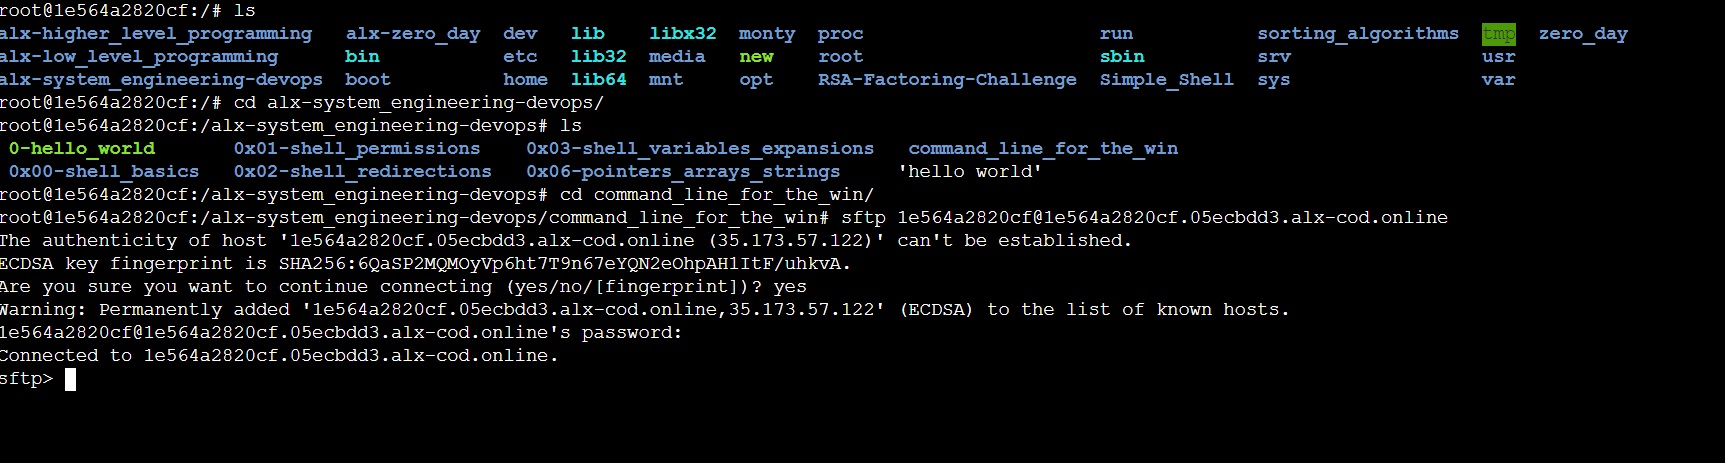 root@1e564a2820cf:/# ls
alx-higher_level_programming alx-zero_day dev lib libx32 monty proc run sorting_algorithms tmp zero_day
alx-low_level_programming bin etc lib32 media new root sbin srv usr
alx-system_engineering-devops boot home lib64 mnt opt RSA-Factoring-Challenge Simple_Shell sys var
root@1e564a2820cf:/# cd alx-system_engineering-devops/
root@1e564a2820cf:/alx-system_engineering-devops# ls
0-hello_world 0x01-shell_permissions 0x03-shell_variables_expansions command_line_for_the_win
0x00-shell_basics 0x02-shell_redirections 0x06-pointers_arrays_strings 'hello world'
root@1e564a2820cf:/alx-system_engineering-devops# cd command_line_for_the_win/
root@1e564a2820cf:/alx-system_engineering-devops/command_line_for_the_win# sftp 1e564a2820cf@1e564a2820cf.05ecbdd3.alx-cod.online
The authenticity of host '1e564a2820cf.05ecbdd3.alx-cod.online (35.173.57.122)' can't be established.
ECDSA key fingerprint is SHA256:6QaSP2MQMOyVp6ht7T9n67eYQN2eOhpAH1ItF/uhkvA.
Are you sure you want to continue connecting (yes/no/[fingerprint])? yes
Warning: Permanently added '1e564a2820cf.05ecbdd3.alx-cod.online,35.173.57.122' (ECDSA) to the list of known hosts.
1e564a2820cf@1e564a2820cf.05ecbdd3.alx-cod.online's password:
Connected to 1e564a2820cf.05ecbdd3.alx-cod.online.
sftp>